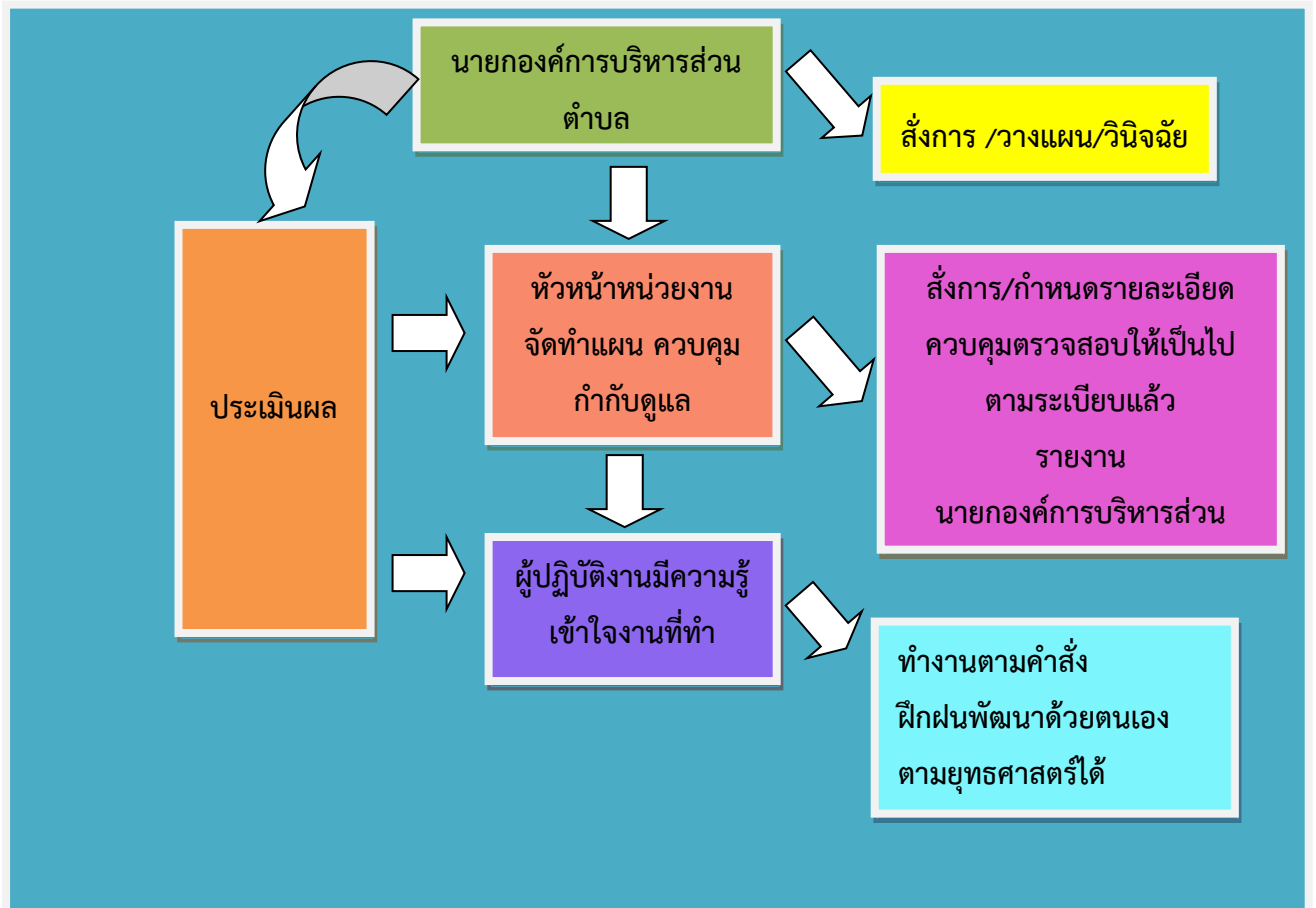 นายกองค์การบริหารส่วน
ตำบล
สั่งการ /วางแผน/วินิจฉัย
ประเมินผล
หัวหน้าหน่วยงาน
จัดทำแผน ควบคุม
กำกับดูแล
สั่งการ/กำหนดรายละเอียด
ควบคุมตรวจสอบให้เป็นไป
ตามระเบียบแล้ว
รายงาน
นายกองค์การบริหารส่วน
ผู้ปฏิบัติงานมีความรู้
เข้าใจงานที่ทำ
ทำงานตามคำสั่ง
ฝึกฝนพัฒนาด้วยตนเอง
ตามยุทธศาสตร์ได้